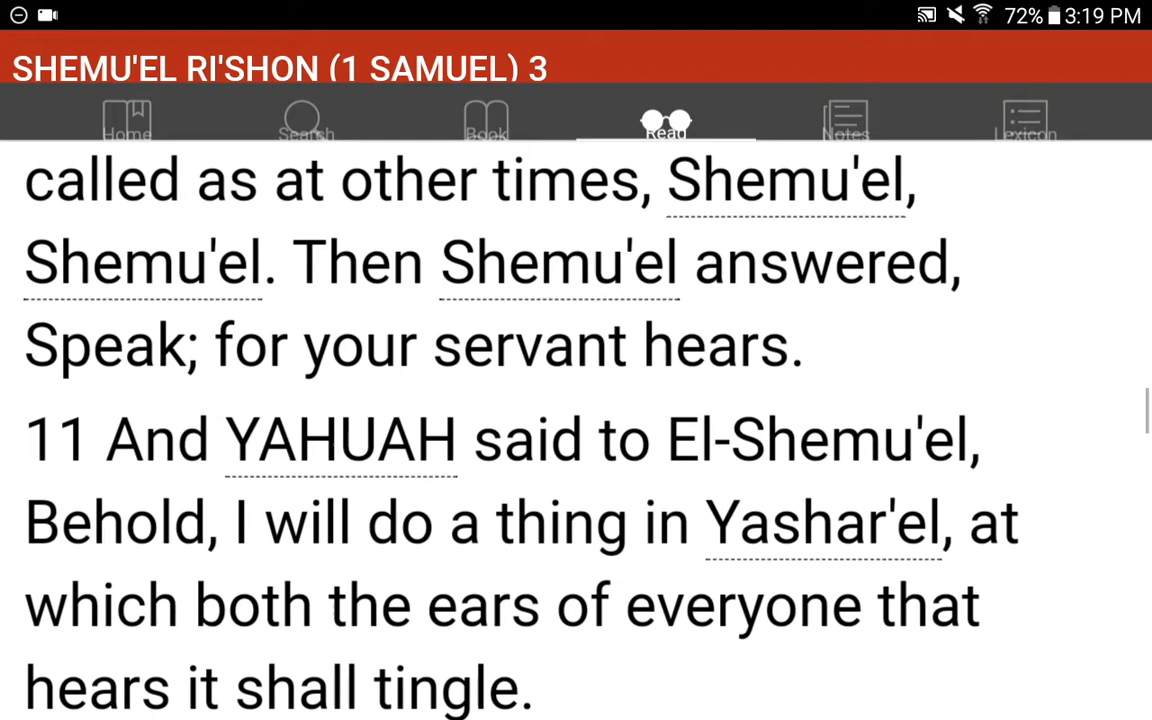 72% 3:19 PM
SHEMU'EL RI'SHON (1 SAMUEL) 3
Home Search Book Read Notes Lexicon
called as at other times, Shemu'el,
Shemu'el. Then Shemu'el answered,
Speak; for your servant hears.
11 And YAHUAH said to El-Shemu'el,
Behold, I will do a thing in Yashar'el, at
which both the ears of everyone that
hears it shall tingle.